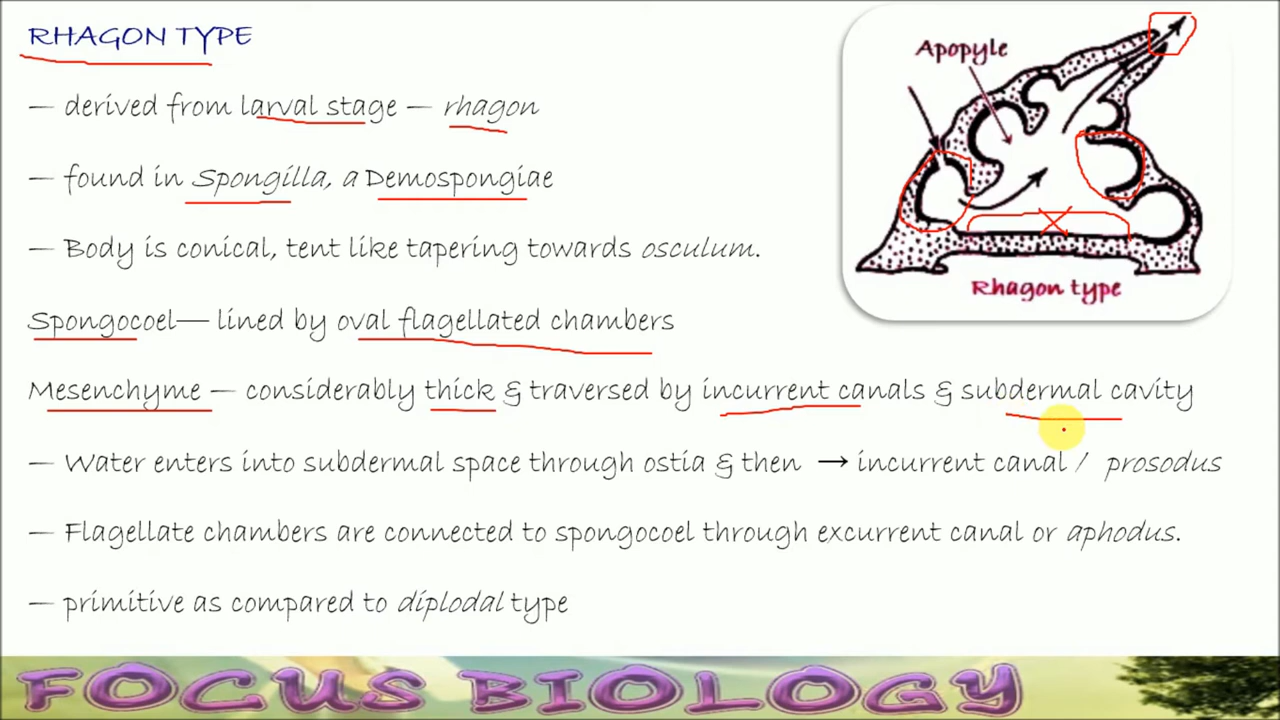 RHAGON TYPE
— derived from larval stage — rhagon
— found in Spongilla, a Demospongiae
— Body is conical, tent like tapering towards osculum.
Spongocoel— lined by oval flagellated chambers
Mesenchyme — considerably thick & traversed by incurrent canals & subdermal cavity
— Water enters into subdermal space through ostia & then → incurrent canal / prosodus
— Flagellate chambers are connected to spongocoel through excurrent canal or aphodus.
— primitive as compared to diplodal type
Apopyle
Rhagon type
FOCUS BIOLOGY